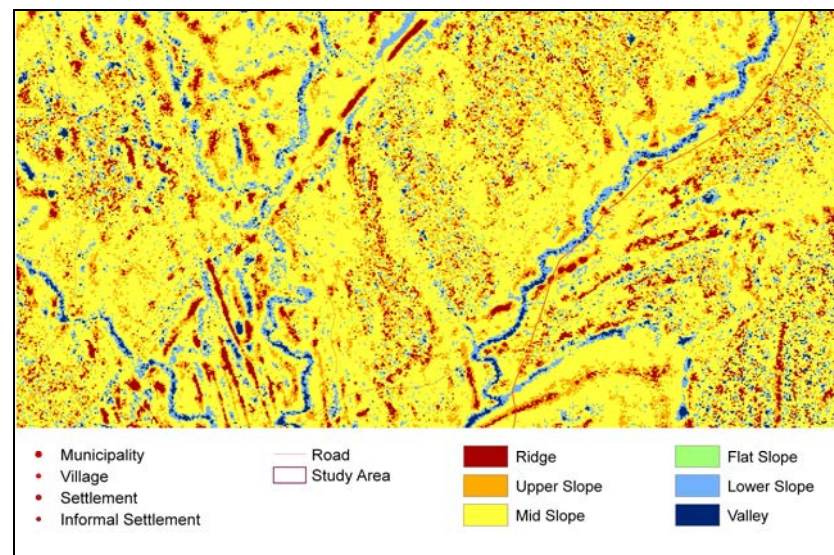 Municipality
Village
Settlement
Informal Settlement
Road
Study Area
Ridge
Upper Slope
Mid Slope
Flat Slope
Lower Slope
Valley